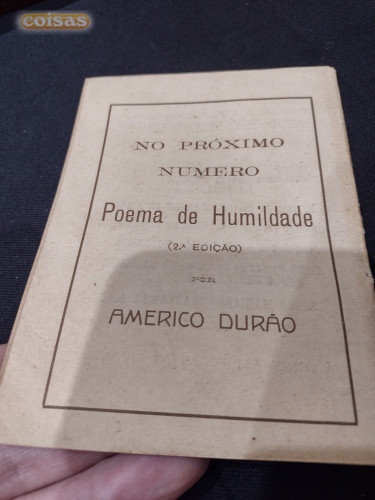 coisas
NO PRÓXIMO
NUMERO
Poema de Humildade
(2.ª EDIÇÃO)
POR
AMERICO DURÃO